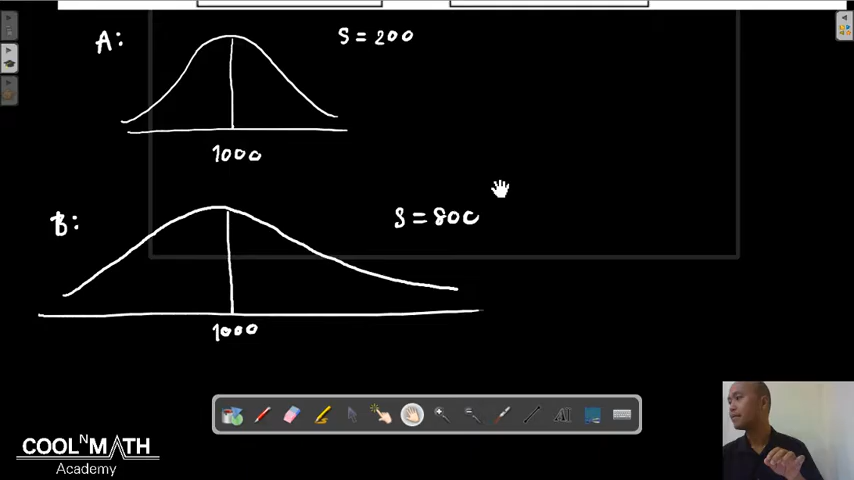 A:
S = 200
1000
B:
S = 800
1000
COOL N MATH
Academy